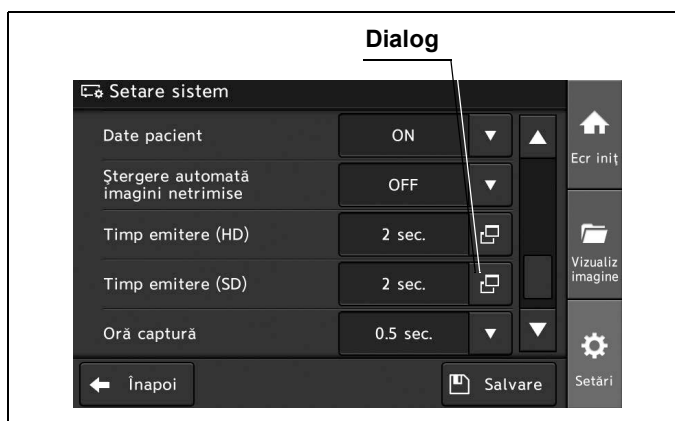 Dialog
Setare sistem
Date pacient
ON
Ștergere automată
imagini netrimise
OFF
Timp emitere (HD)
2 sec.
Timp emitere (SD)
2 sec.
Oră captură
0.5 sec.
Înapoi
Salvare
Ecr iniț
Vizualiz
imagine
Setări